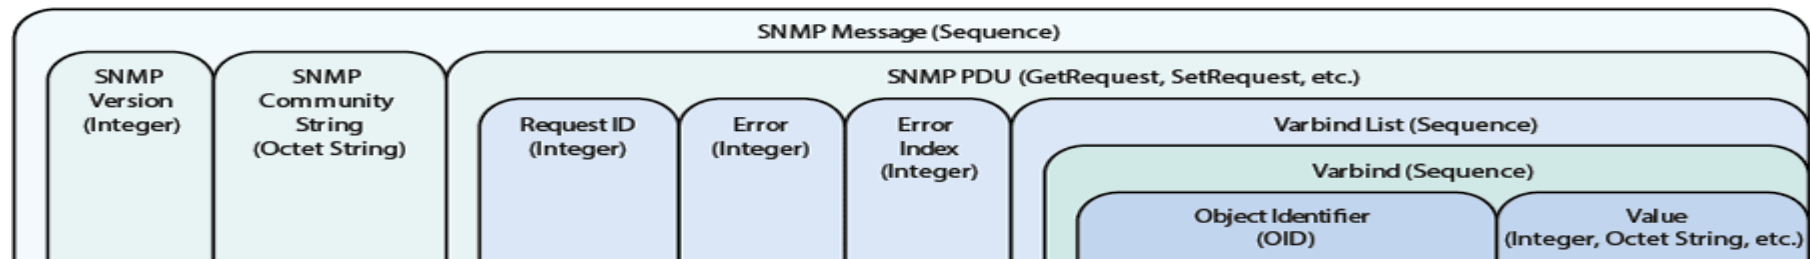 SNMP Message (Sequence)
SNMP
Version
(Integer)
SNMP
Community
String
(Octet String)
SNMP PDU (GetRequest, SetRequest, etc.)
Request ID
(Integer)
Error
(Integer)
Error
Index
(Integer)
Varbind List (Sequence)
Varbind (Sequence)
Object Identifier
(OID)
Value
(Integer, Octet String, etc.)